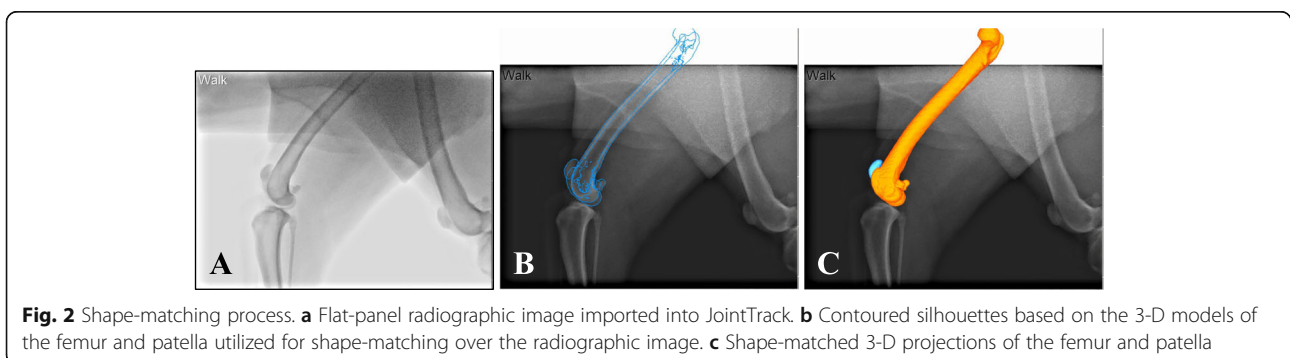 Walk
Walk
Walk
A
B
C
Fig. 2 Shape-matching process. a Flat-panel radiographic image imported into JointTrack. b Contoured silhouettes based on the 3-D models of
the femur and patella utilized for shape-matching over the radiographic image. c Shape-matched 3-D projections of the femur and patella